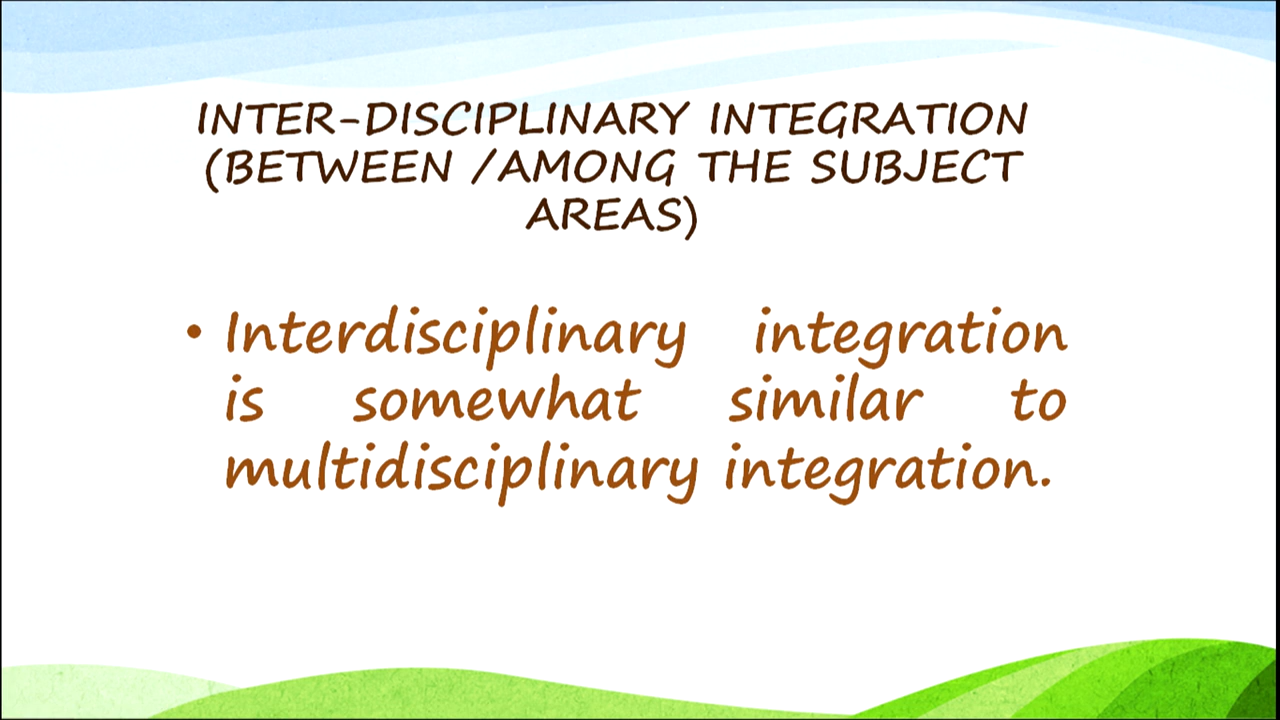 INTER-DISCIPLINARY INTEGRATION
(BETWEEN /AMONG THE SUBJECT
AREAS)
• Interdisciplinary integration
is somewhat similar to
multidisciplinary integration.